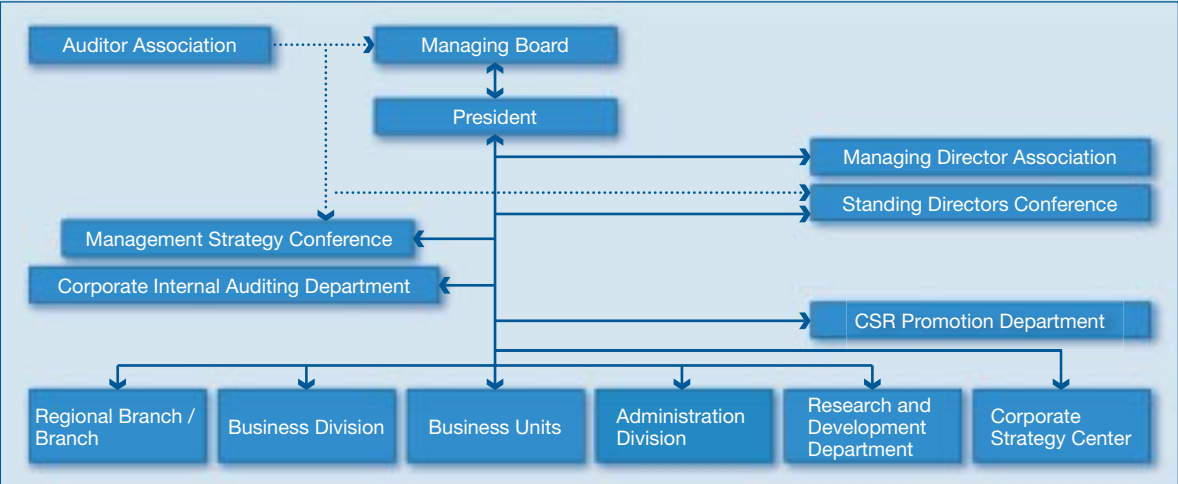 Auditor Association
Managing Board
President
Managing Director Association
Standing Directors Conference
Management Strategy Conference
Corporate Internal Auditing Department
CSR Promotion Department
Regional Branch /
Branch
Business Division
Business Units
Administration
Division
Research and
Development
Department
Corporate
Strategy Center